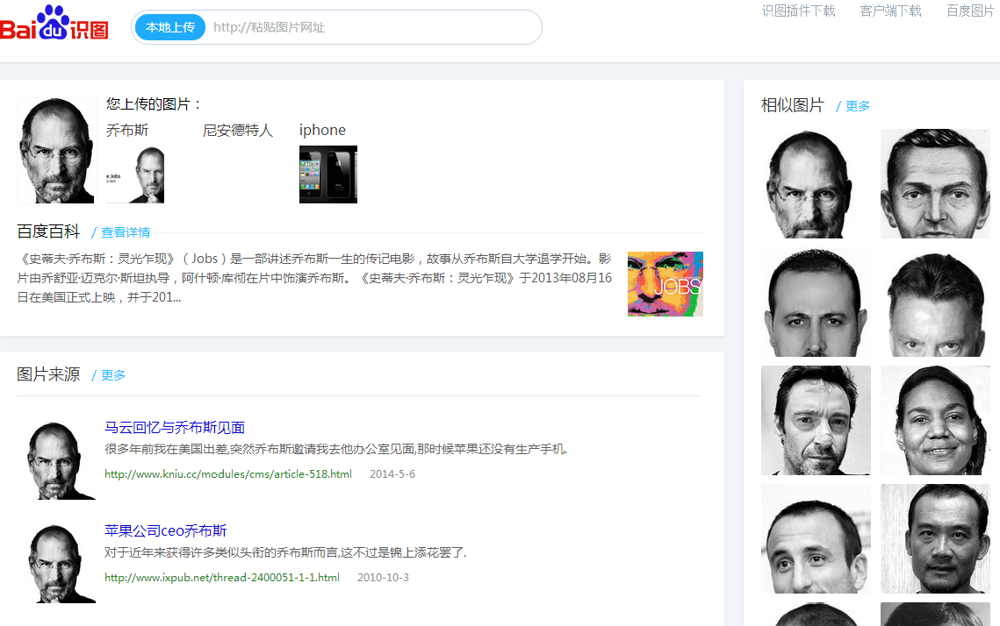 Bai du 识图
本地上传
http://粘贴图片网址
识图插件下载
客户端下载
百度图片
您上传的图片：
乔布斯
尼安德特人
iphone
百度百科
/ 查看详情
《史蒂夫·乔布斯：灵光乍现》（Jobs）是一部讲述乔布斯一生的传记电影，故事从乔布斯自大学退学开始。影
片由乔舒亚·迈克尔·斯坦执导，阿什顿·库彻在片中饰演乔布斯。《史蒂夫·乔布斯：灵光乍现》于2013年08月16
日在美国正式上映，并于201...
JOBS
图片来源
/ 更多
马云回忆与乔布斯见面
很多年前我在美国出差,突然乔布斯邀请我去他办公室见面,那时候苹果还没有生产手机.
http://www.kniu.cc/modules/cms/article-518.html
2014-5-6
苹果公司ceo乔布斯
对于近年来获得许多类似头衔的乔布斯而言,这不过是锦上添花罢了.
http://www.ixpub.net/thread-2400051-1-1.html
2010-10-3
相似图片
/ 更多